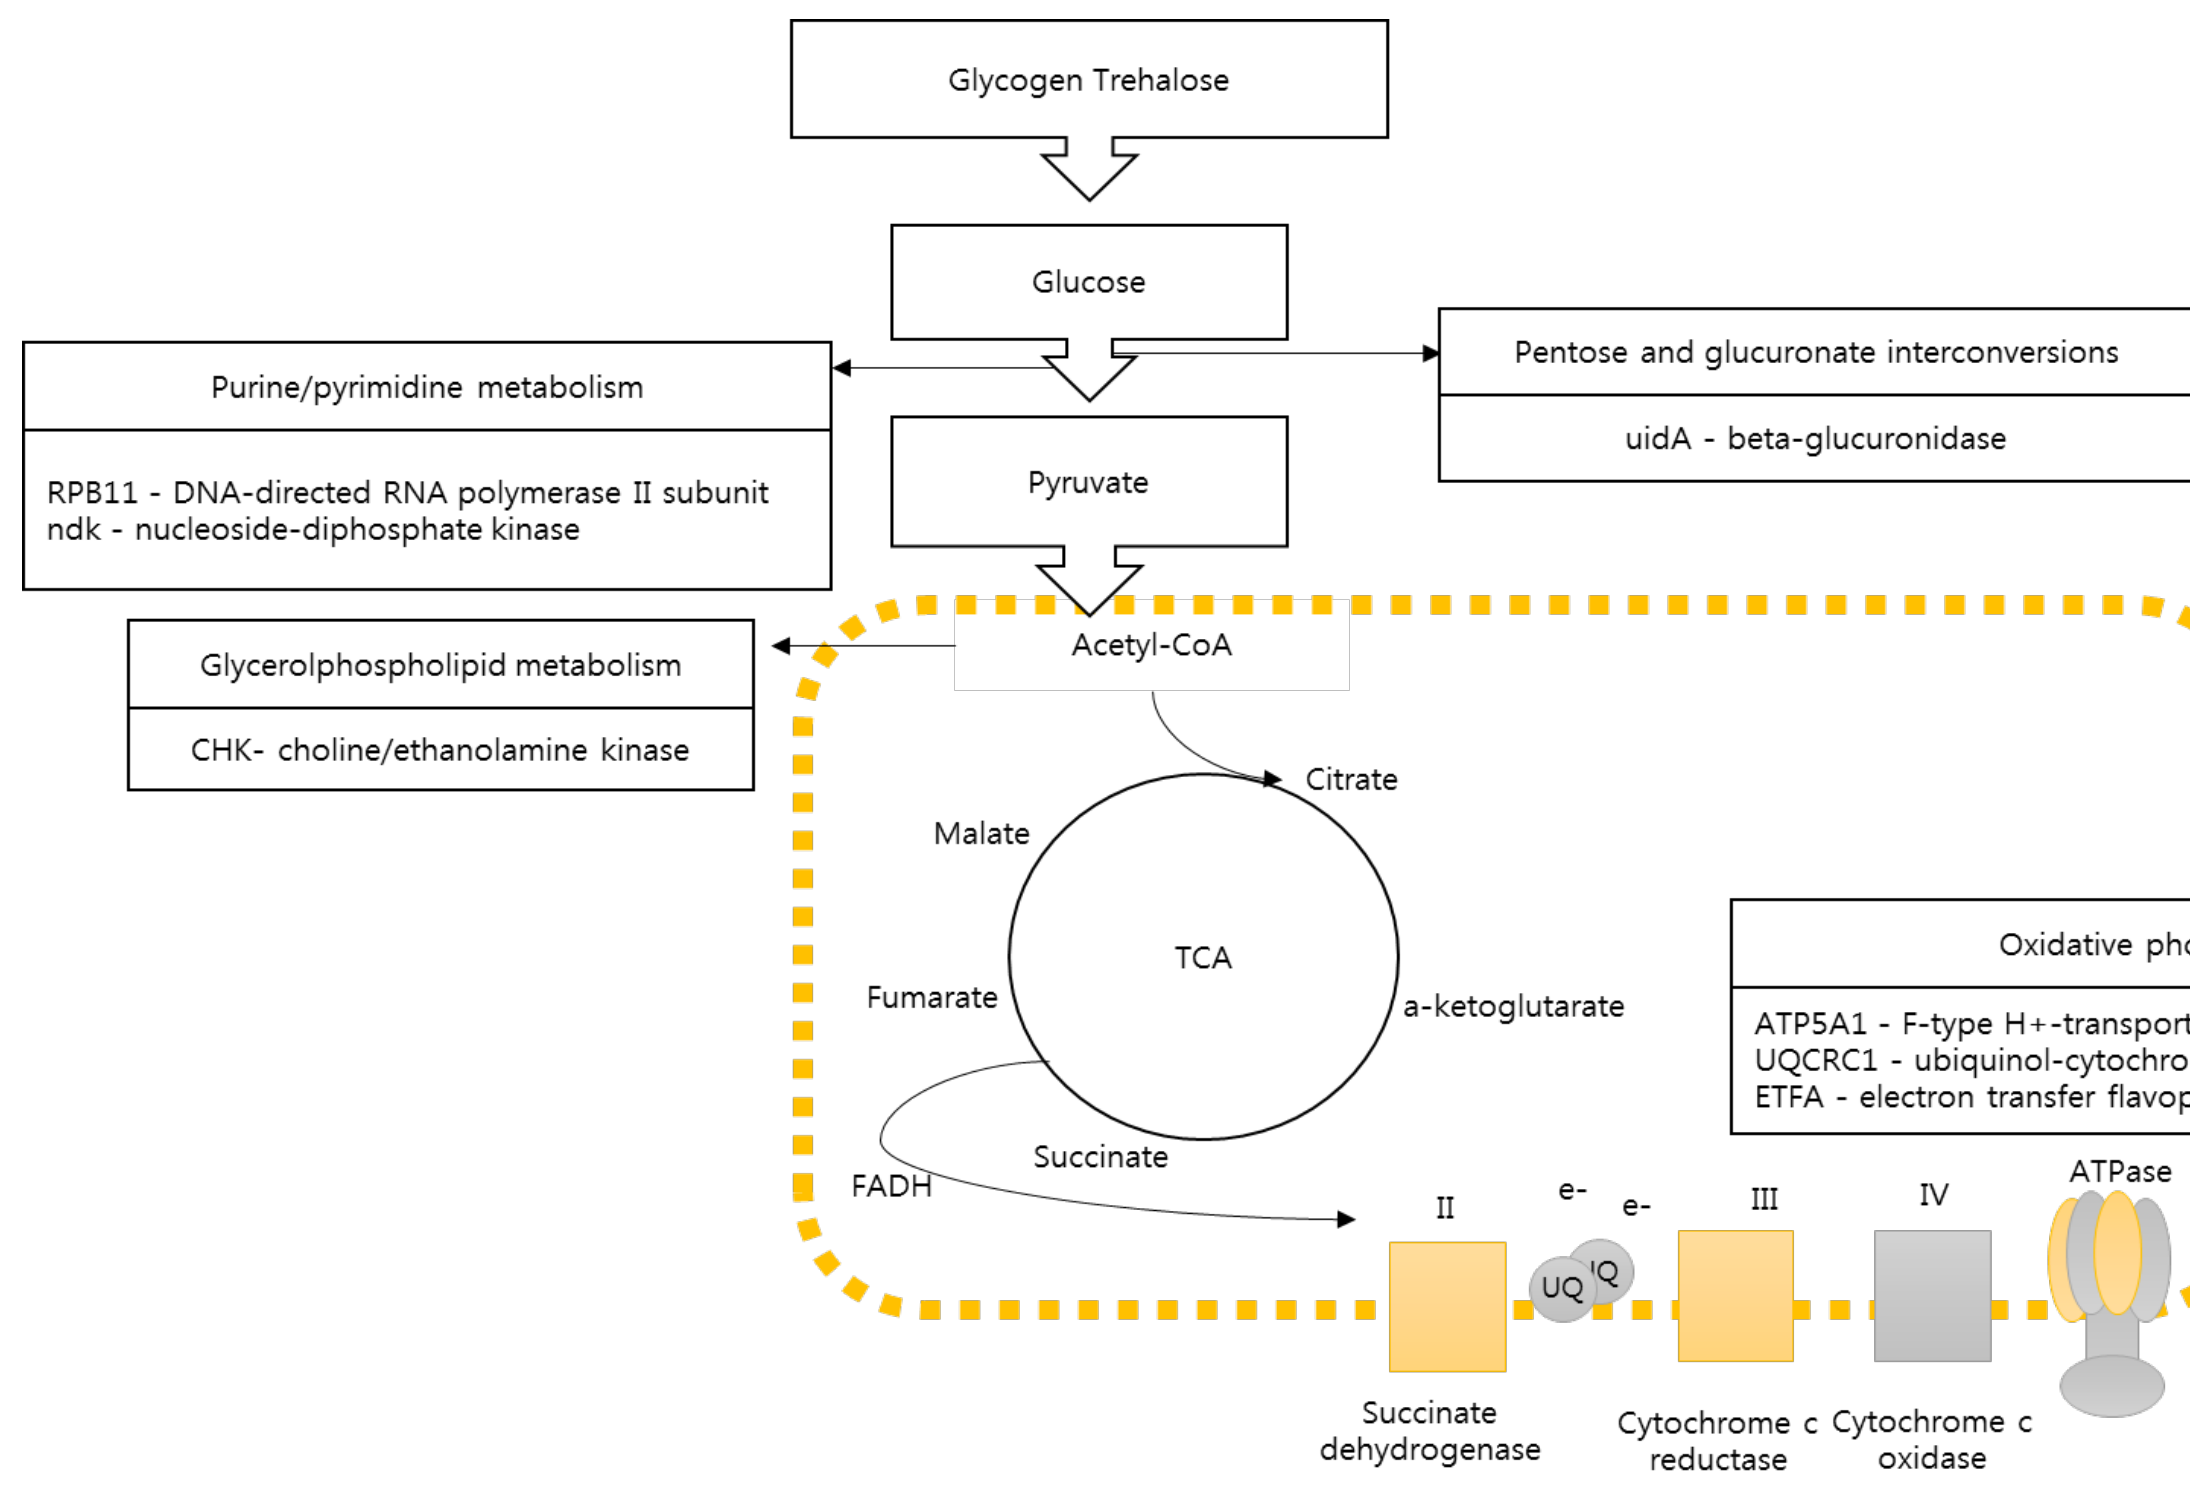 Glycogen Trehalose
Glucose
Pentose and glucuronate interconversions
uidA - beta-glucuronidase
Purine/pyrimidine metabolism
RPB11 - DNA-directed RNA polymerase II subunit
ndk - nucleoside-diphosphate kinase
Pyruvate
Acetyl-CoA
Glycerolphospholipid metabolism
CHK- choline/ethanolamine kinase
Citrate
Malate
TCA
Fumarate
a-ketoglutarate
Succinate
FADH
Oxidative pho
ATP5A1 - F-type H+-transport
UQCRC1 - ubiquinol-cytochro
ETFA - electron transfer flavop
ATPase
II
e-
e-
III
IV
UQ
UQ
Succinate
dehydrogenase
Cytochrome c
reductase
Cytochrome c
oxidase